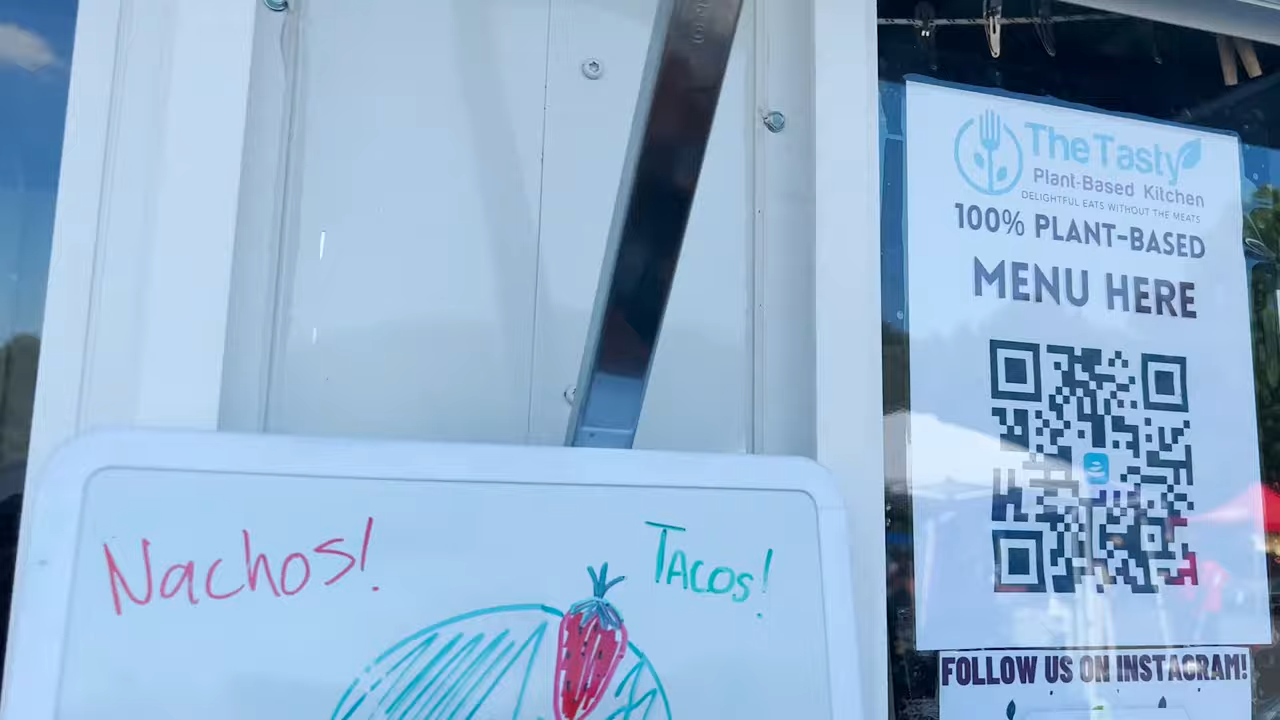 Nachos!
Tacos!
The Tasty
Plant-Based Kitchen
DELIGHTFUL EATS WITHOUT THE MEATS
100% PLANT-BASED
MENU HERE
FOLLOW US ON INSTAGRAM!